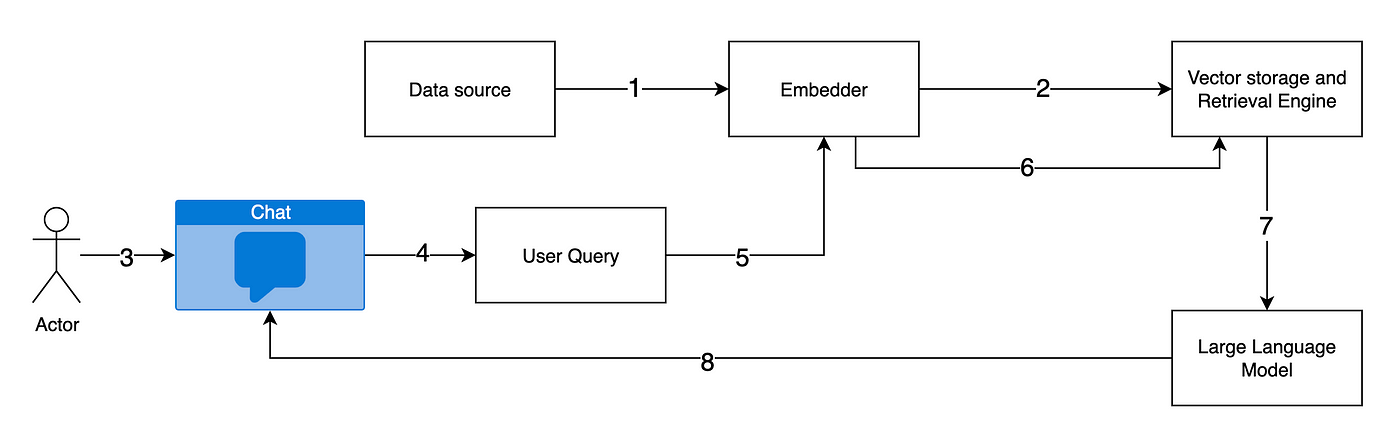 Data source
1
Embedder
2
Vector storage and
Retrieval Engine
6
Chat
3
4
User Query
5
7
Actor
8
Large Language
Model